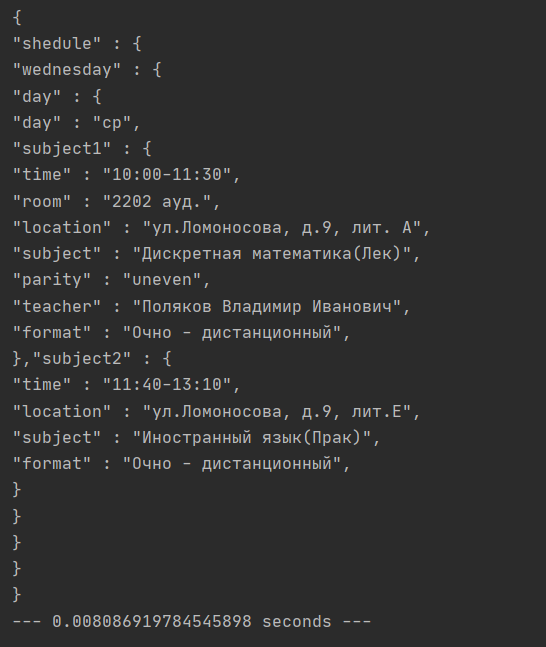 {
"shedule" : {
"wednesday" : {
"day" : {
"day" : "ср",
"subject1" : {
"time" : "10:00-11:30",
"room" : "2202 ауд.",
"location" : "ул.Ломоносова, д.9, лит. А",
"subject" : "Дискретная математика(Лек)",
"parity" : "uneven",
"teacher" : "Поляков Владимир Иванович",
"format" : "Очно - дистанционный",
},"subject2" : {
"time" : "11:40-13:10",
"location" : "ул.Ломоносова, д.9, лит.Е",
"subject" : "Иностранный язык(Прак)",
"format" : "Очно - дистанционный",
}
}
}
}
}
--- 0.008086919784545898 seconds ---